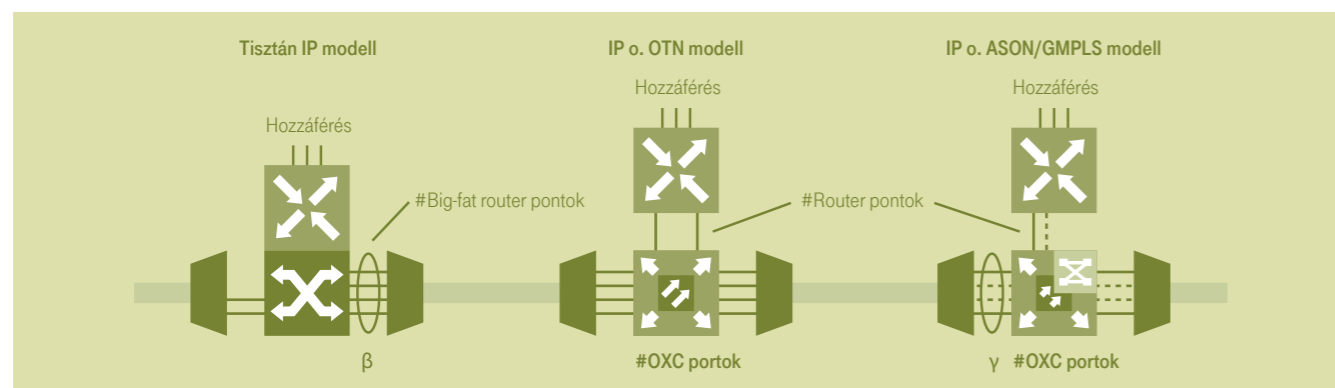 Tisztán IP modell
IP o. OTN modell
IP o. ASON/GMPLS modell
Hozzáférés
Hozzáférés
Hozzáférés
#Big-fat router pontok
#Router pontok
β
#OXC portok
γ #OXC portok